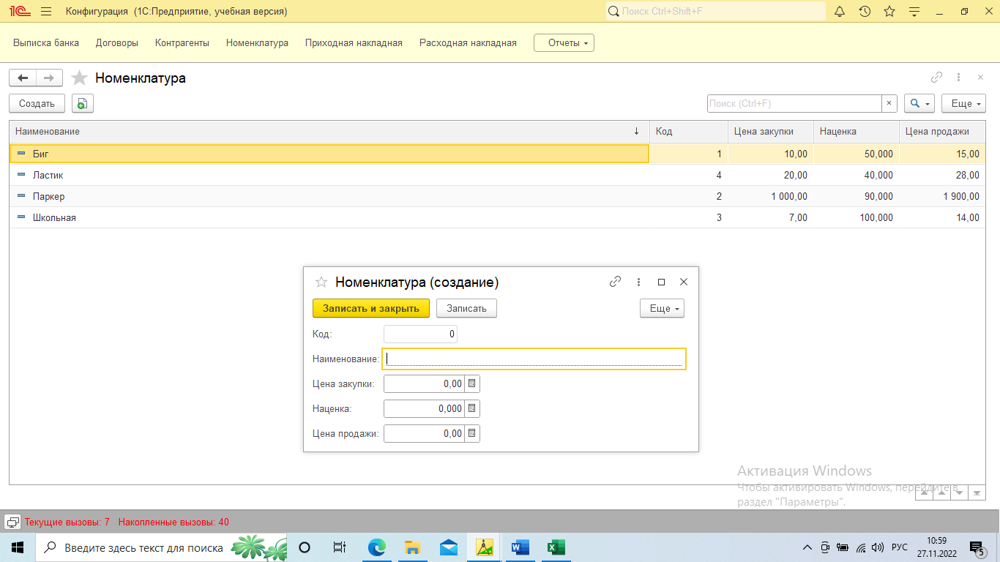 1С Конфигурация (1С:Предприятие, учебная версия) Поиск Ctrl+Shift+F
Выписка банка Договоры Контрагенты Номенклатура Приходная накладная Расходная накладная Отчеты
Номенклатура
Создать Поиск (Ctrl+F) × Еще
Наименование ↓ Код Цена закупки Наценка Цена продажи
Биг 1 10,00 50,000 15,00
Ластик 4 20,00 40,000 28,00
Паркер 2 1 000,00 90,000 1 900,00
Школьная 3 7,00 100,000 14,00
Номенклатура (создание)
Записать и закрыть Записать Еще
Код: 0
Наименование:
Цена закупки: 0,00
Наценка: 0,000
Цена продажи: 0,00
Активация Windows
Чтобы активировать Windows, перейдите в
раздел "Параметры".
Текущие вызовы: 7 Накопленные вызовы: 40
Введите здесь текст для поиска
РУС
10:59
27.11.2022
5